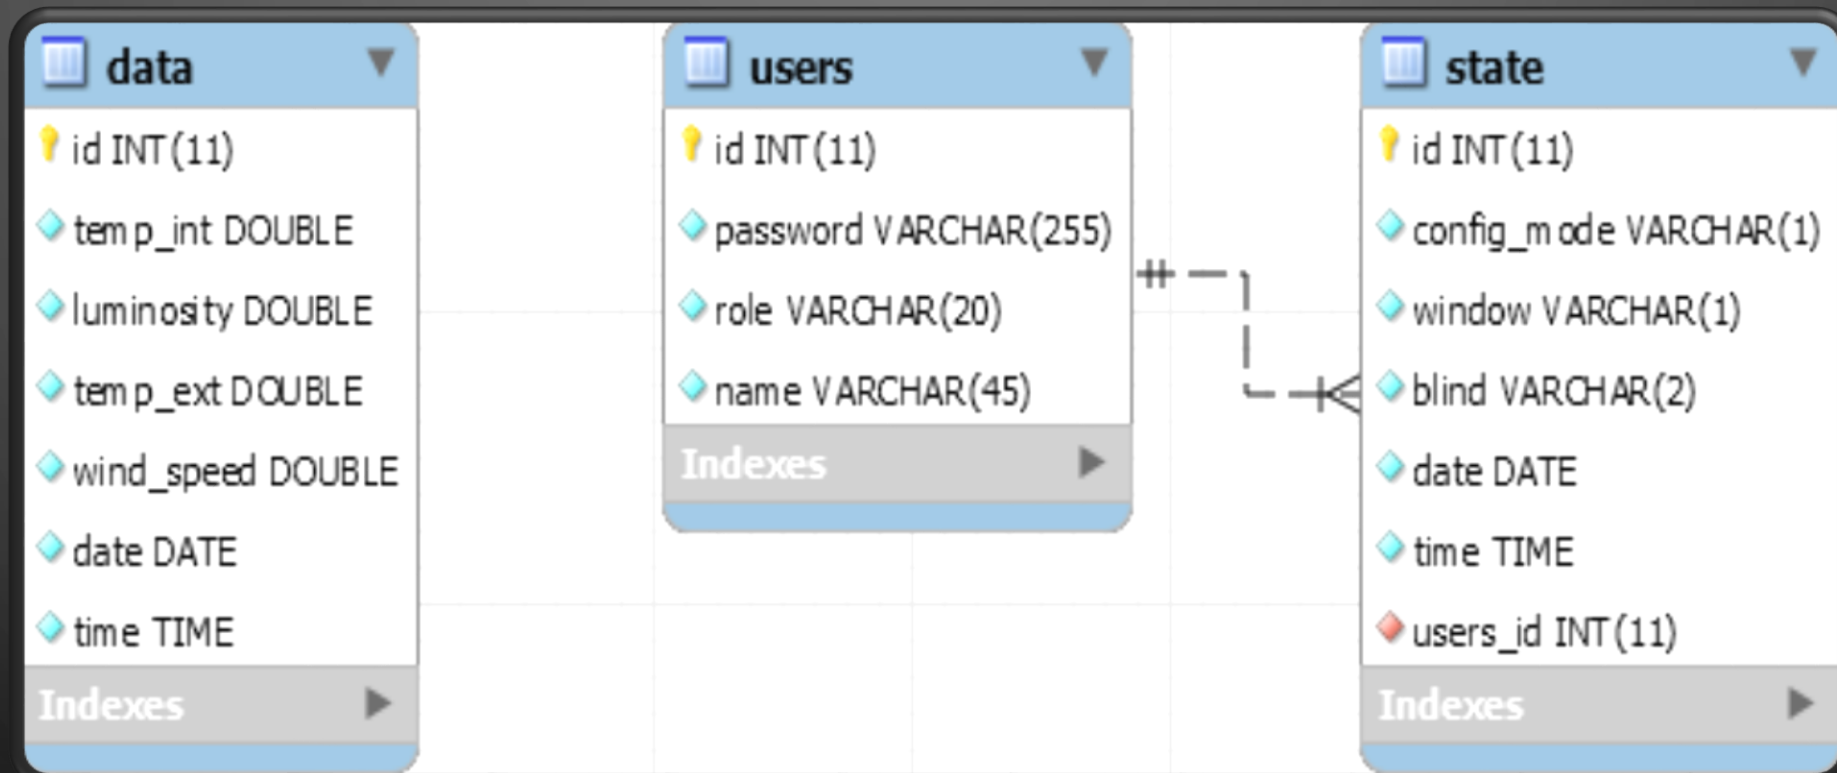 data
id INT(11)
temp_int DOUBLE
luminosity DOUBLE
temp_ext DOUBLE
wind_speed DOUBLE
date DATE
time TIME
Indexes
users
id INT(11)
password VARCHAR(255)
role VARCHAR(20)
name VARCHAR(45)
Indexes
state
id INT(11)
config_mode VARCHAR(1)
window VARCHAR(1)
blind VARCHAR(2)
date DATE
time TIME
users_id INT(11)
Indexes